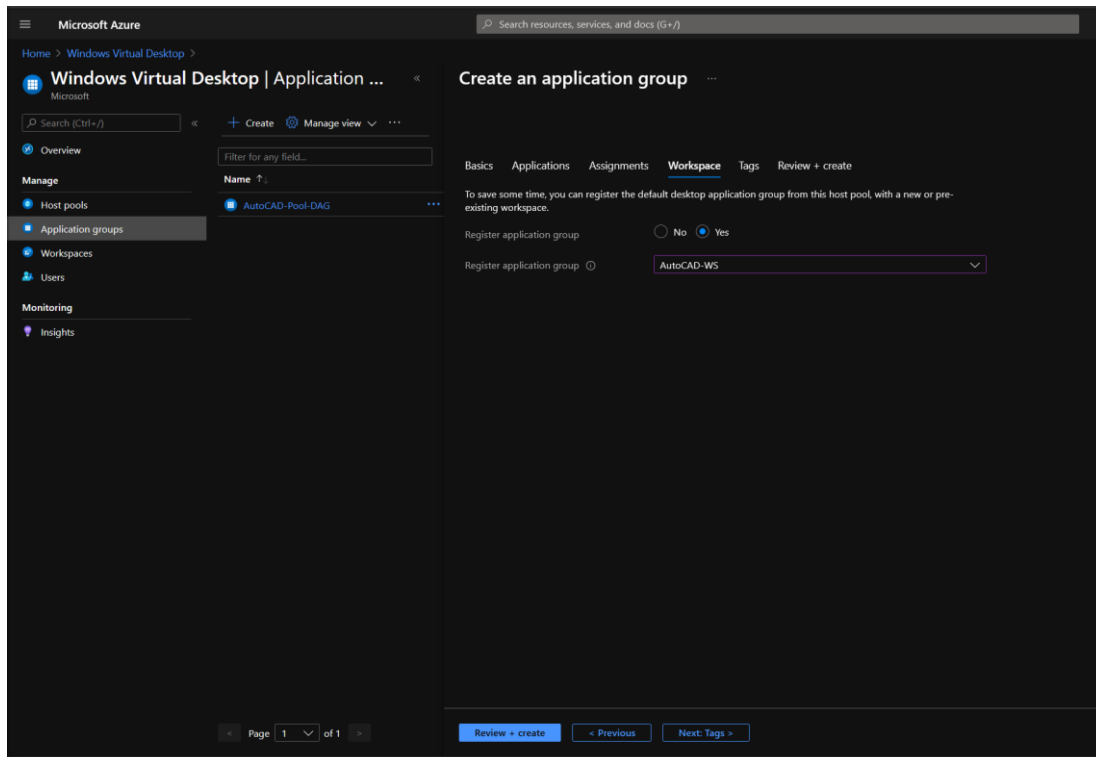 Microsoft Azure
Search resources, services, and docs (G+/)
Home > Windows Virtual Desktop >
Windows Virtual Desktop | Application ...
Microsoft
Search (Ctrl+/)
Overview
Manage
Host pools
Application groups
Workspaces
Users
Monitoring
Insights
+ Create Manage view ...
Filter for any field...
Name ↑↓
AutoCAD-Pool-DAG ...
< Page 1 of 1 >
Create an application group ...
Basics Applications Assignments Workspace Tags Review + create
To save some time, you can register the default desktop application group from this host pool, with a new or pre-
existing workspace.
Register application group No Yes
Register application group AutoCAD-WS
Review + create < Previous Next: Tags >